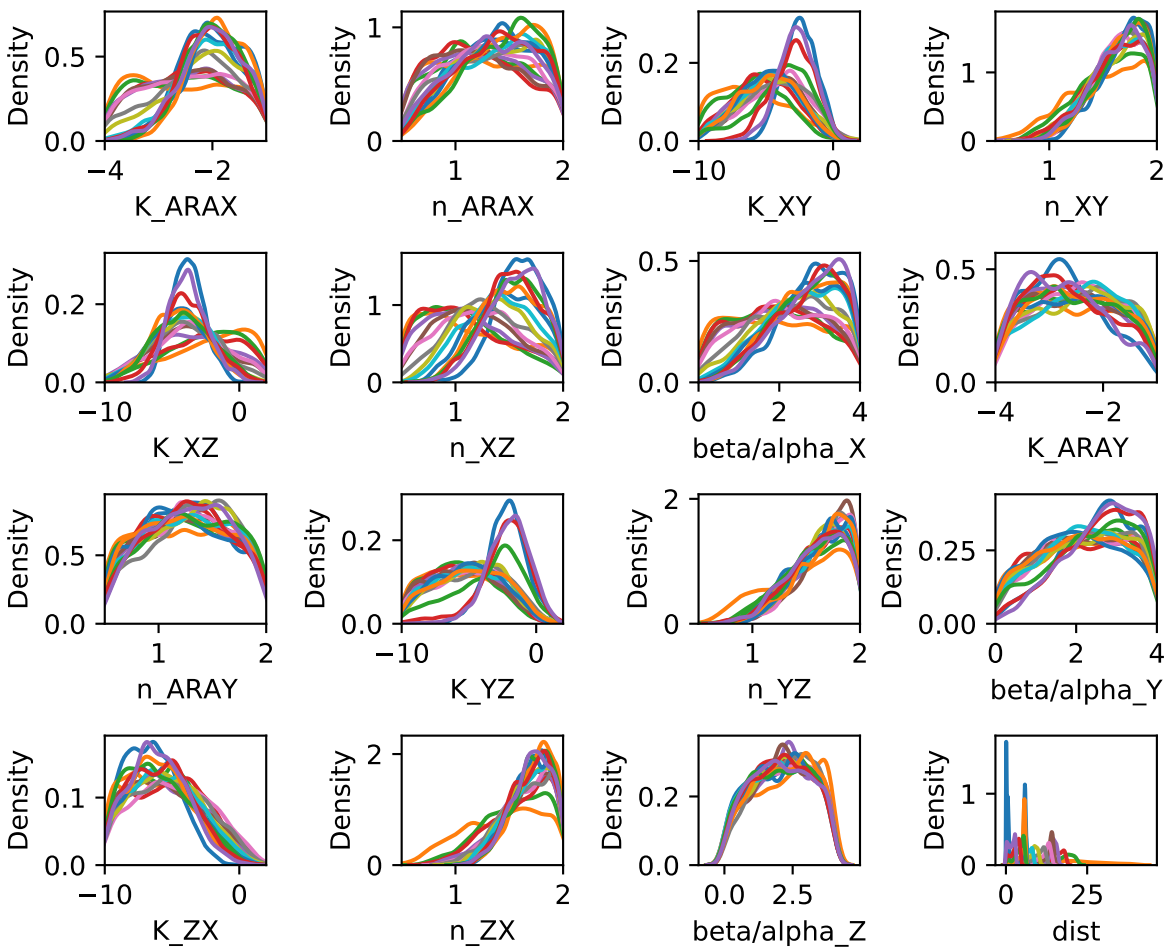 Density 0.5 0.0 −4 −2 K_ARAX
Density 1 0 1 2 n_ARAX
Density 0.2 0.0 −10 0 K_XY
Density 1 0 1 2 n_XY
Density 0.2 0.0 −10 0 K_XZ
Density 1 0 1 2 n_XZ
Density 0.5 0.0 0 2 4 beta/alpha_X
Density 0.5 0.0 −4 −2 K_ARAY
Density 0.5 0.0 1 2 n_ARAY
Density 0.2 0.0 −10 0 K_YZ
Density 2 0 1 2 n_YZ
Density 0.25 0.00 0 2 4 beta/alpha_Y
Density 0.1 0.0 −10 0 K_ZX
Density 2 0 1 2 n_ZX
Density 0.2 0.0 0.0 2.5 beta/alpha_Z
Density 1 0 0 25 dist